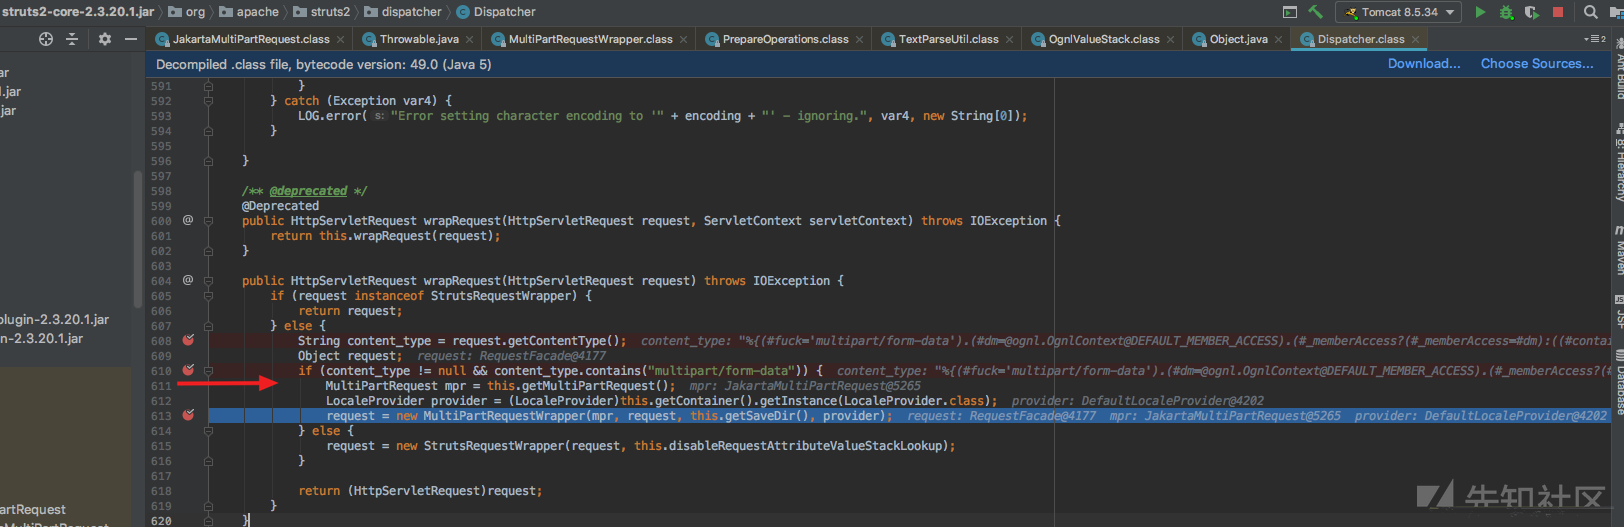 struts2-core-2.3.20.1.jar org apache struts2 dispatcher Dispatcher Tomcat 8.5.34
JakartaMultiPartRequest.class Throwable.java MultiPartRequestWrapper.class PrepareOperations.class TextParseUtil.class OgnlValueStack.class Object.java Dispatcher.class
Decompiled .class file, bytecode version: 49.0 (Java 5) Download... Choose Sources...
ar
.jar
jar
plugin-2.3.20.1.jar
n-2.3.20.1.jar
artRequest
591 }
592 } catch (Exception var4) {
593 LOG.error( s: "Error setting character encoding to '" + encoding + "' - ignoring.", var4, new String[0]);
594 }
595
596 }
597
598 /** @deprecated */
599 @Deprecated
600 @ public HttpServletRequest wrapRequest(HttpServletRequest request, ServletContext servletContext) throws IOException {
601 return this.wrapRequest(request);
602 }
603
604 @ public HttpServletRequest wrapRequest(HttpServletRequest request) throws IOException {
605 if (request instanceof StrutsRequestWrapper) {
606 return request;
607 } else {
608 String content_type = request.getContentType(); content_type: "%{(#fuck='multipart/form-data').(#dm=@ognl.OgnlContext@DEFAULT_MEMBER_ACCESS).(#_memberAccess?(#_memberAccess=#dm):((#contai
609 Object request; request: RequestFacade@4177
610 if (content_type != null && content_type.contains("multipart/form-data")) { content_type: "%{(#fuck='multipart/form-data').(#dm=@ognl.OgnlContext@DEFAULT_MEMBER_ACCESS).(#_memberAccess?(#
611 MultiPartRequest mpr = this.getMultiPartRequest(); mpr: JakartaMultiPartRequest@5265
612 LocaleProvider provider = (LocaleProvider)this.getContainer().getInstance(LocaleProvider.class); provider: DefaultLocaleProvider@4202
613 request = new MultiPartRequestWrapper(mpr, request, this.getSaveDir(), provider); request: RequestFacade@4177 mpr: JakartaMultiPartRequest@5265 provider: DefaultLocaleProvider@4202
614 } else {
615 request = new StrutsRequestWrapper(request, this.disableRequestAttributeValueStackLookup);
616 }
617
618 return (HttpServletRequest)request;
619 }
620 }
Ant Build
8: Hierarchy
Maven
JSF
Database
先知社区